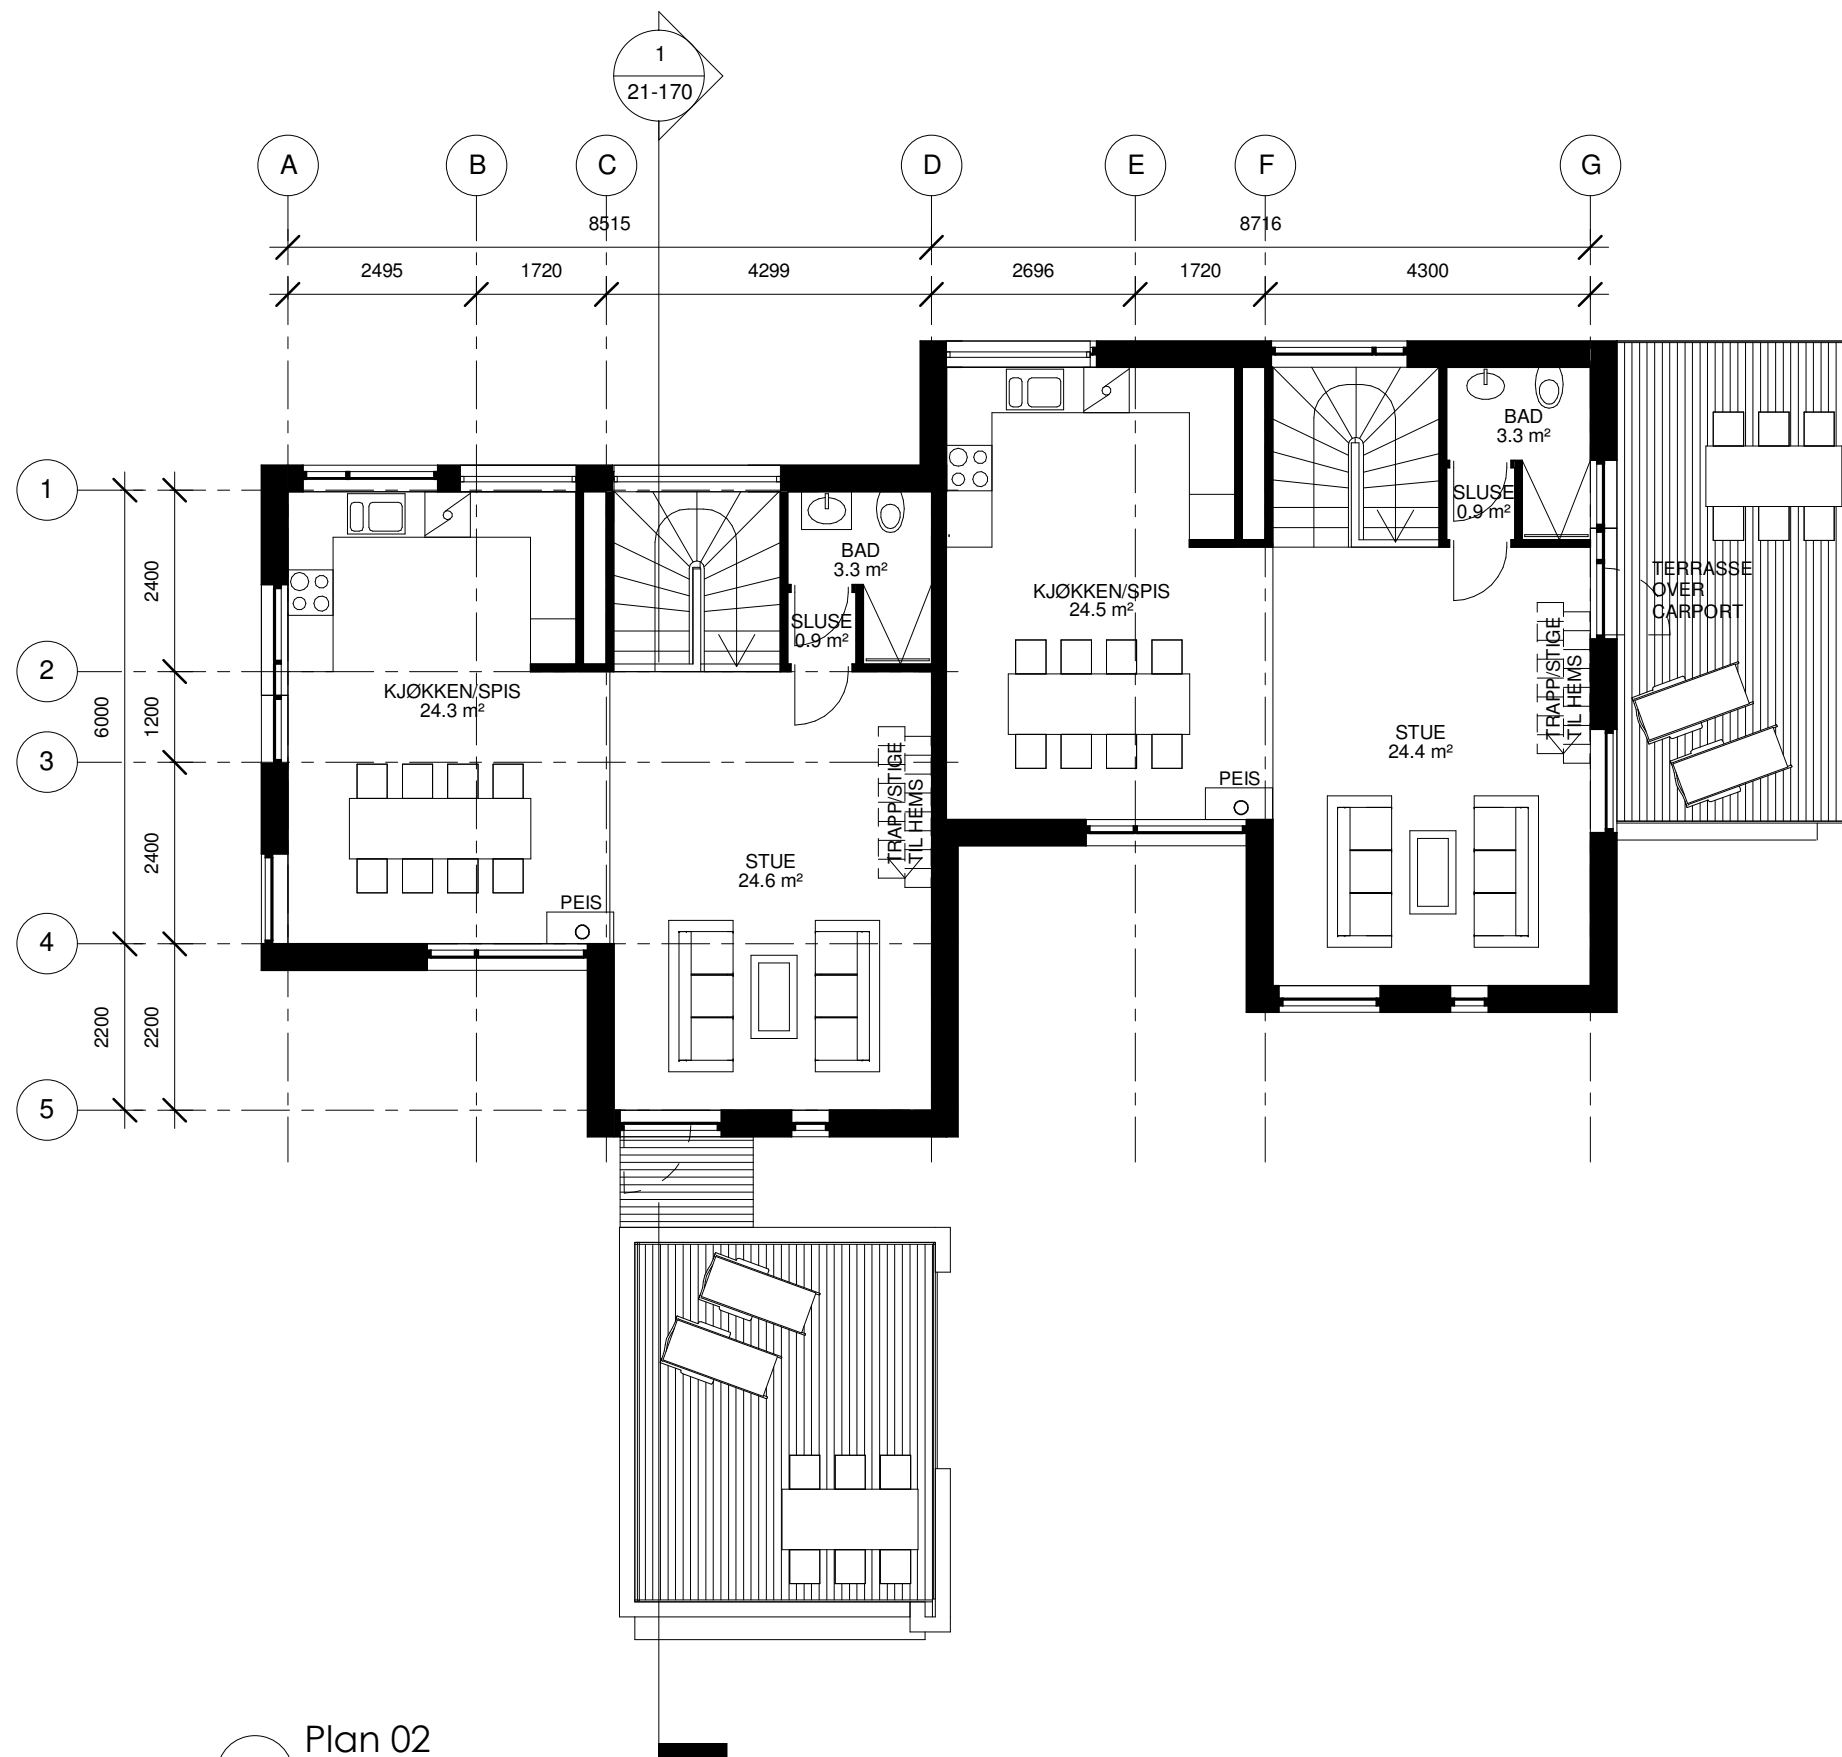 1
21-170
A
B
C
D
E
F
G
8515
8716
2495
1720
4299
2696
1720
4300
1
2
3
4
5
2400
1200
2400
2200
6000
2200
BAD
3.3 m²
SLUSE
0.9 m²
KJØKKEN/SPIS
24.5 m²
TERRASSE
OVER
CARPORT
BAD
3.3 m²
SLUSE
0.9 m²
KJØKKEN/SPIS
24.3 m²
TRAPP/STIGE
TIL HEMS
STUE
24.4 m²
PEIS
TRAPP/STIGE
TIL HEMS
STUE
24.6 m²
PEIS
Plan 02